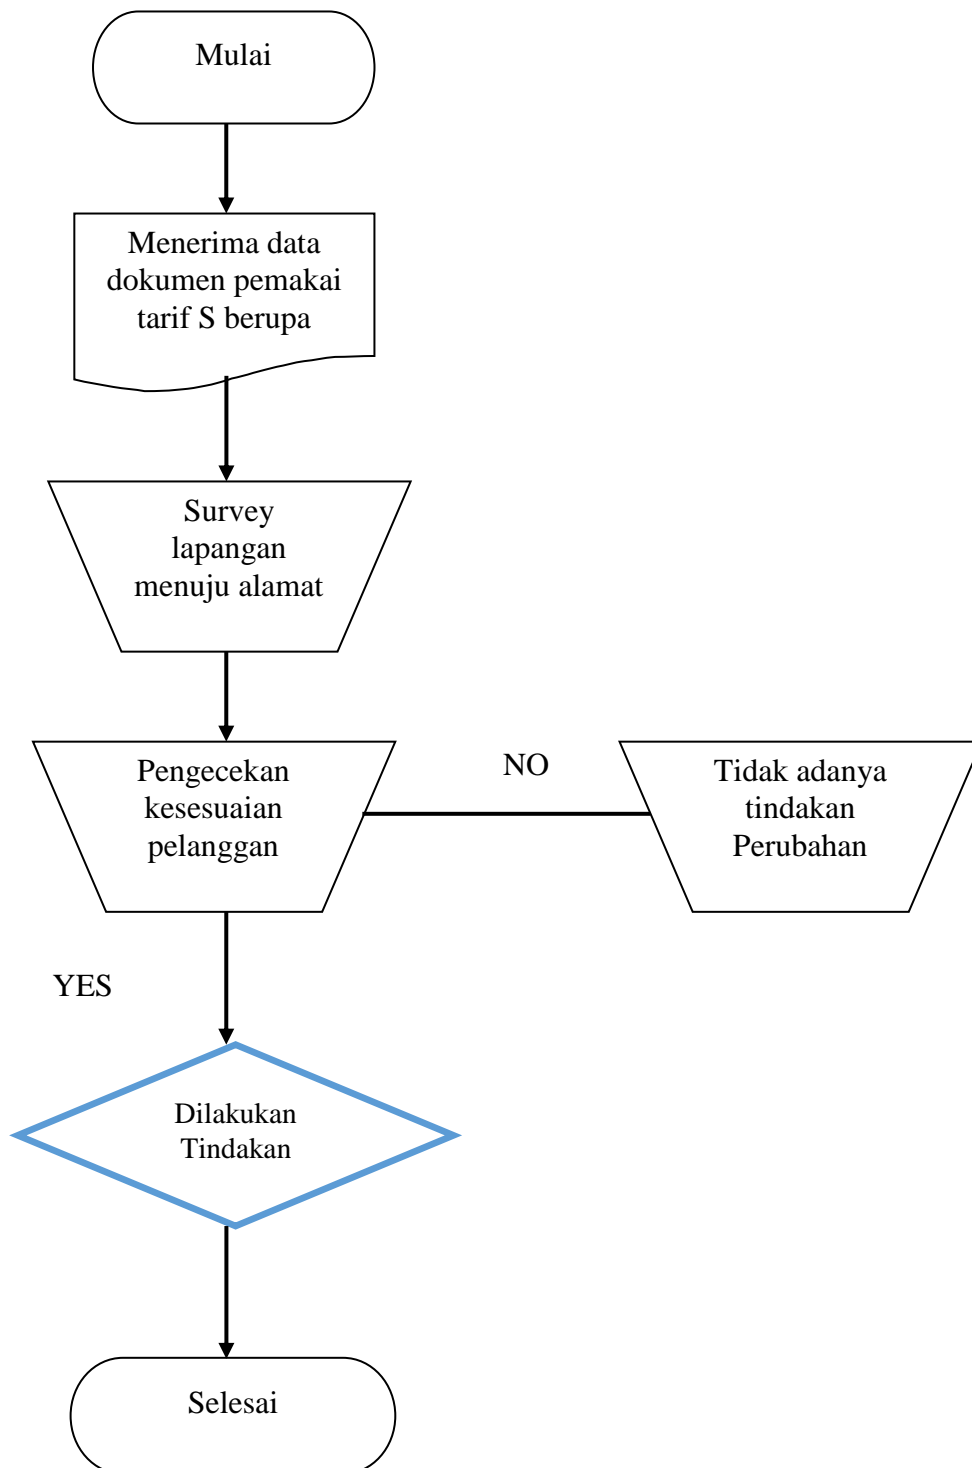 Mulai
Menerima data
dokumen pemakai
tarif S berupa
Survey
lapangan
menuju alamat
Pengecekan
kesesuaian
pelanggan
NO
Tidak adanya
tindakan
Perubahan
YES
Dilakukan
Tindakan
Selesai